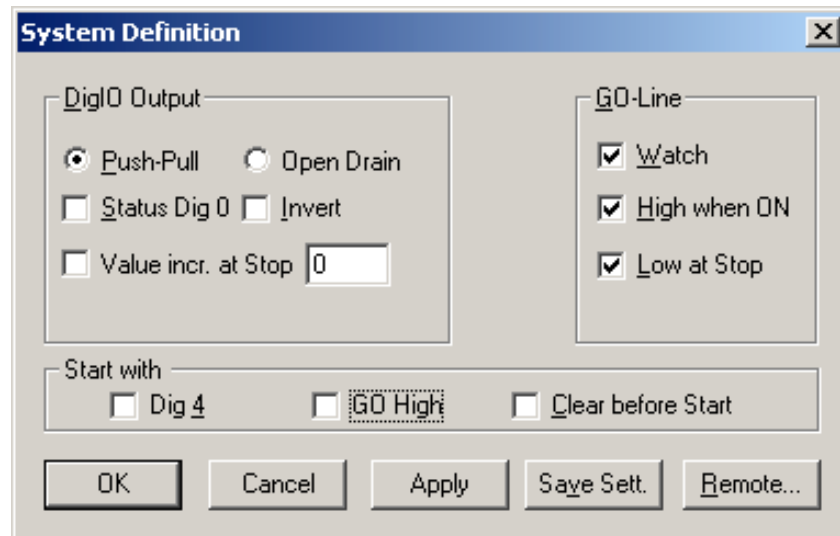 System Definition
DigIO Output
Push-Pull Open Drain
Status Dig 0 Invert
Value incr. at Stop 0
GO-Line
Watch
High when ON
Low at Stop
Start with
Dig 4 GO High Clear before Start
OK Cancel Apply Save Sett. Remote...